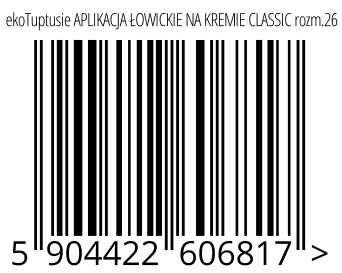 ekoTuptusie APLIKACJA ŁOWICKIE NA KREMIE CLASSIC rozm.26
5 904422 606817 >